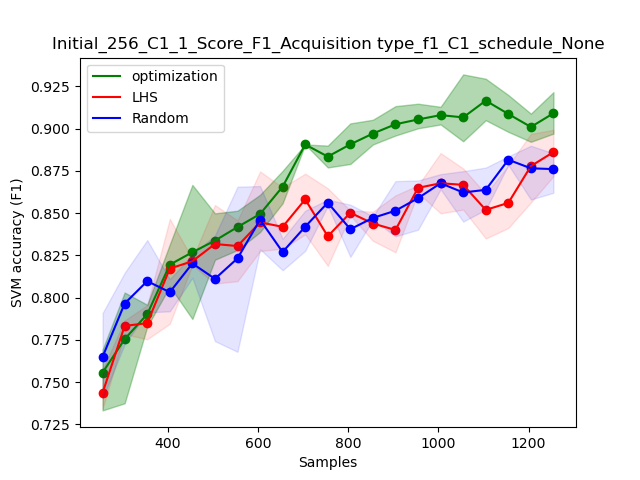 Initial_256_C1_1_Score_F1_Acquisition type_f1_C1_schedule_None
optimization
LHS
Random
SVM accuracy (F1)
0.925
0.900
0.875
0.850
0.825
0.800
0.775
0.750
0.725
400 600 800 1000 1200
Samples